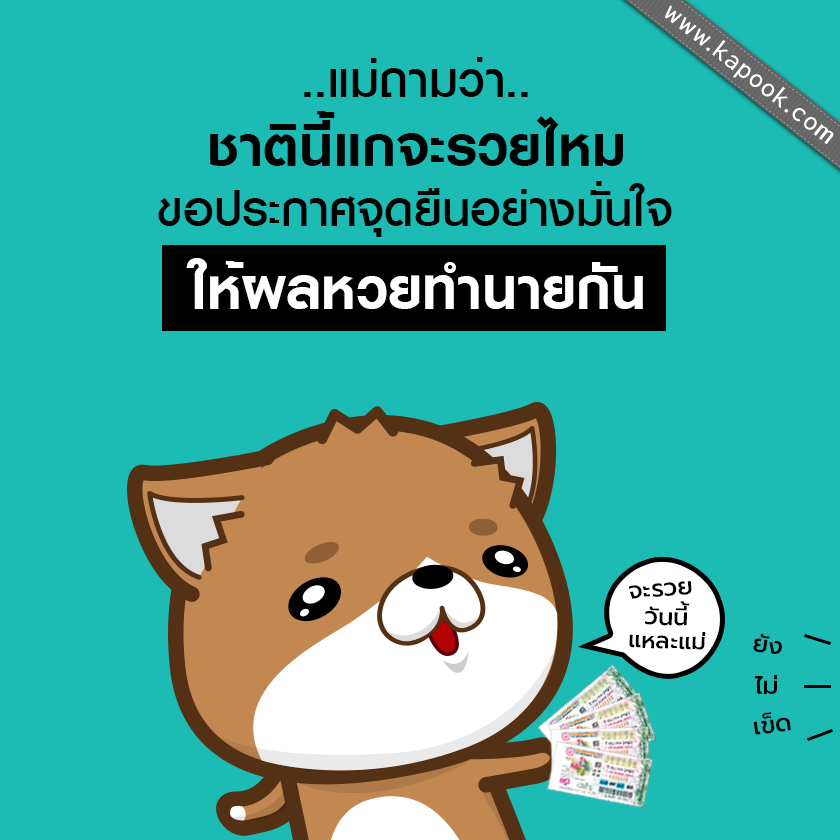 www.kapook.com
..แม่ถามว่า..
ชาตินี้แกจะรวยไหม
ขอประกาศจุดยืนอย่างมั่นใจ
ให้ผลหวยทำนายกัน
จะรวย
วันนี้
แหละแม่
ยัง
ไม่
เข็ด